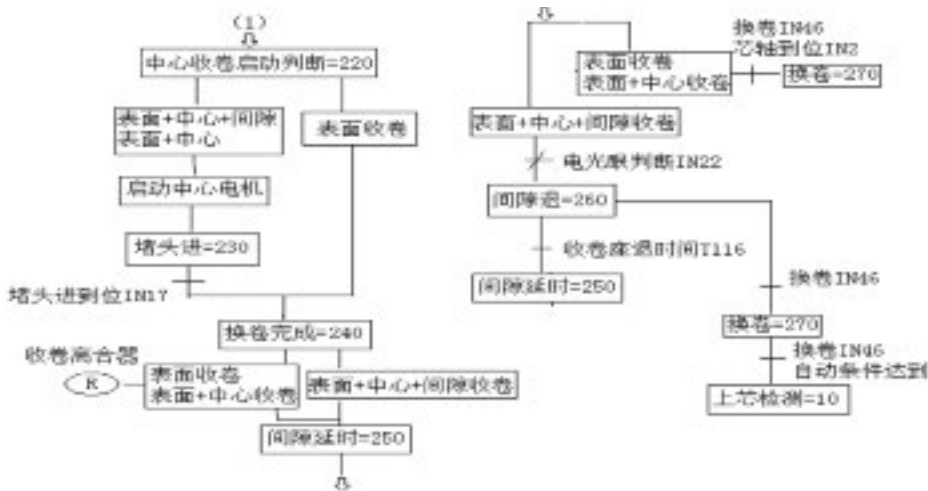 (1)
中心收卷启动判断=220
表面+中心+间隙
表面+中心
表面收卷
启动中心电机
堵头进=230
堵头进到位IN17
换卷完成=240
收卷离合器
R
表面收卷
表面+中心收卷
表面+中心+间隙收卷
间隙延时=250
换卷IN46
芯轴到位IN2
表面收卷
表面+中心收卷
换卷=270
表面+中心+间隙收卷
电光眼判断IN22
间隙退=260
收卷座退时间T116
间隙延时=250
换卷IN46
换卷=270
换卷IN46
自动条件达到
上芯检测=10